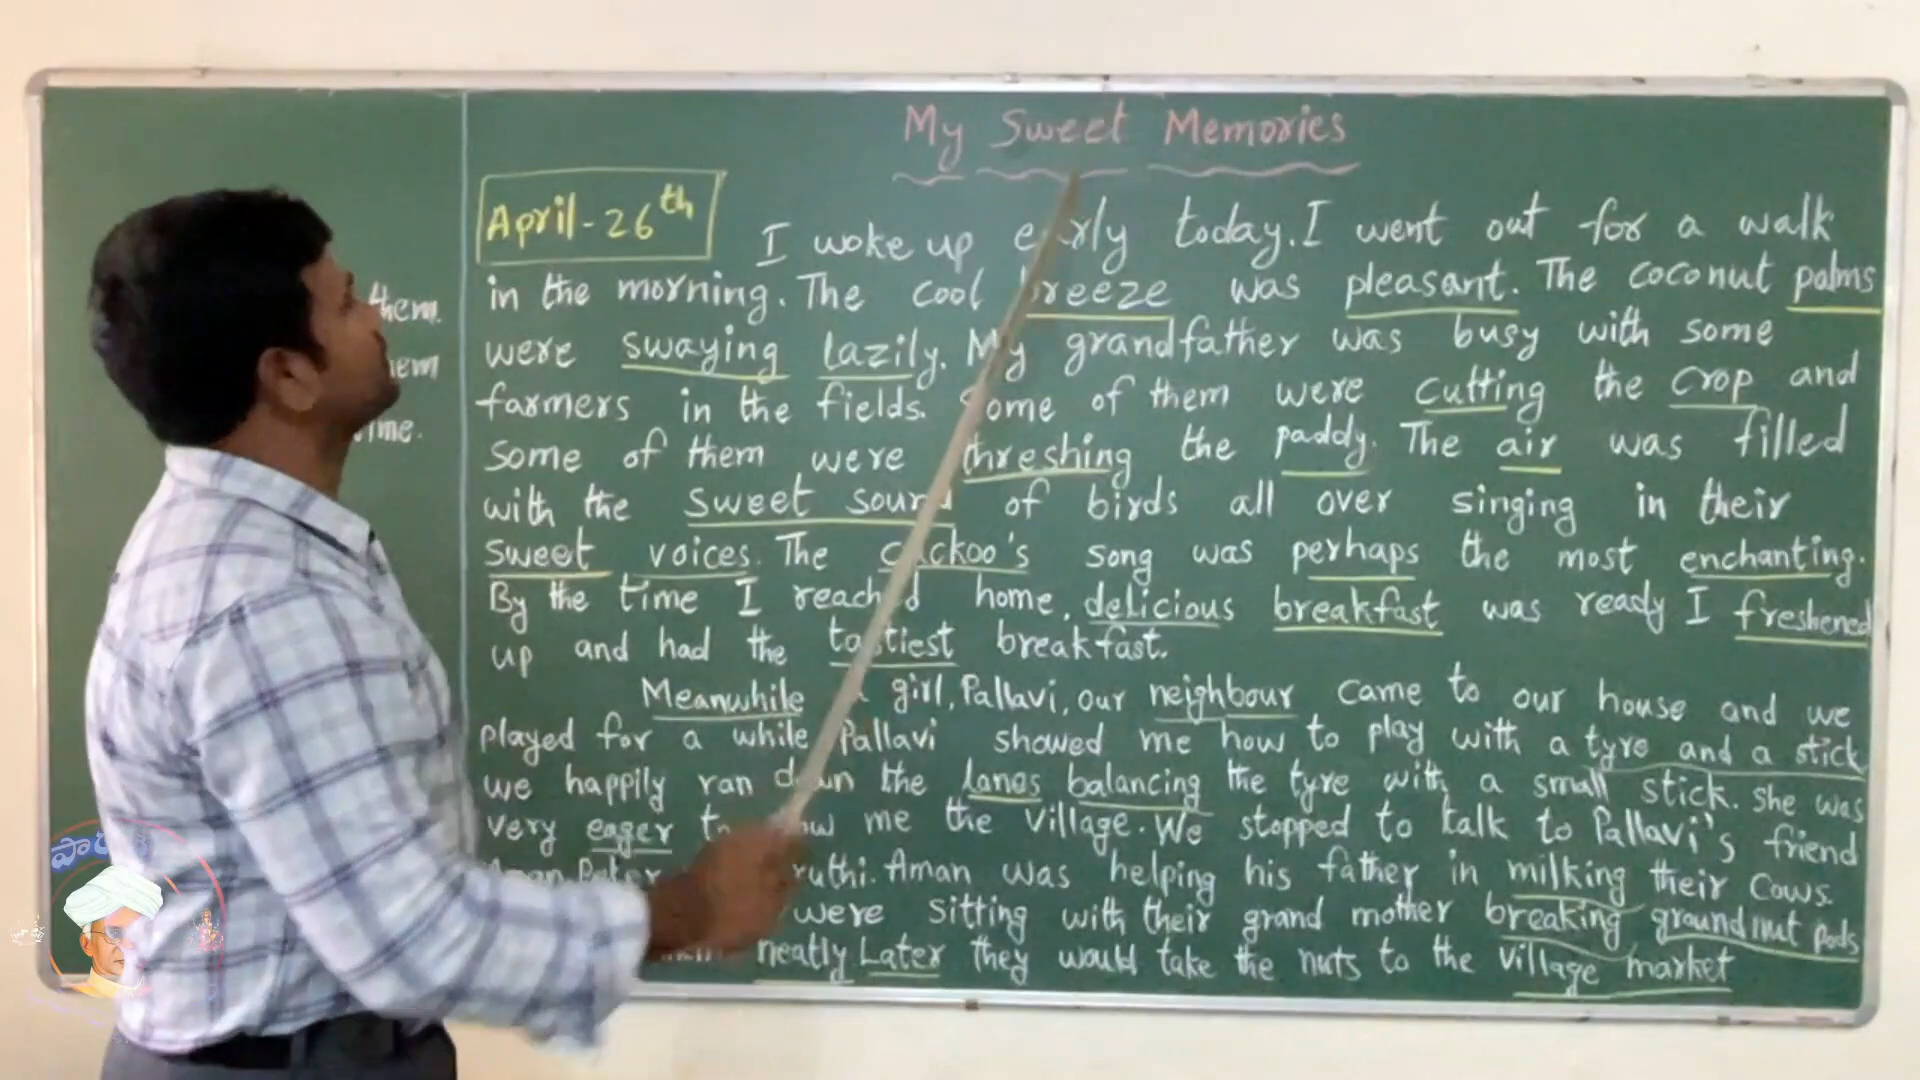 My Sweet Memories
April-26th
I woke up early today. I went out for a walk
in the morning. The cool breeze was pleasant. The coconut palms
were swaying lazily. My grandfather was busy with some
farmers in the fields. Some of them were cutting the crop and
some of them were threshing the paddy. The air was filled
with the sweet sound of birds all over singing in their
sweet voices. The cuckoo's song was perhaps the most enchanting.
By the time I reached home, delicious breakfast was ready I freshened
up and had the tastiest breakfast.
Meanwhile girl, Pallavi, our neighbour came to our house and we
played for a while Pallavi showed me how to play with a tyre and a stick
we happily ran down the lanes balancing the tyre with a small stick. she was
very eager to me the village. We stopped to talk to Pallavi's friend
Aman Peter Aman was helping his father in milking their cows.
were sitting with their grand mother breaking groundnut pods
neatly Later they would take the nuts to the village market
them.